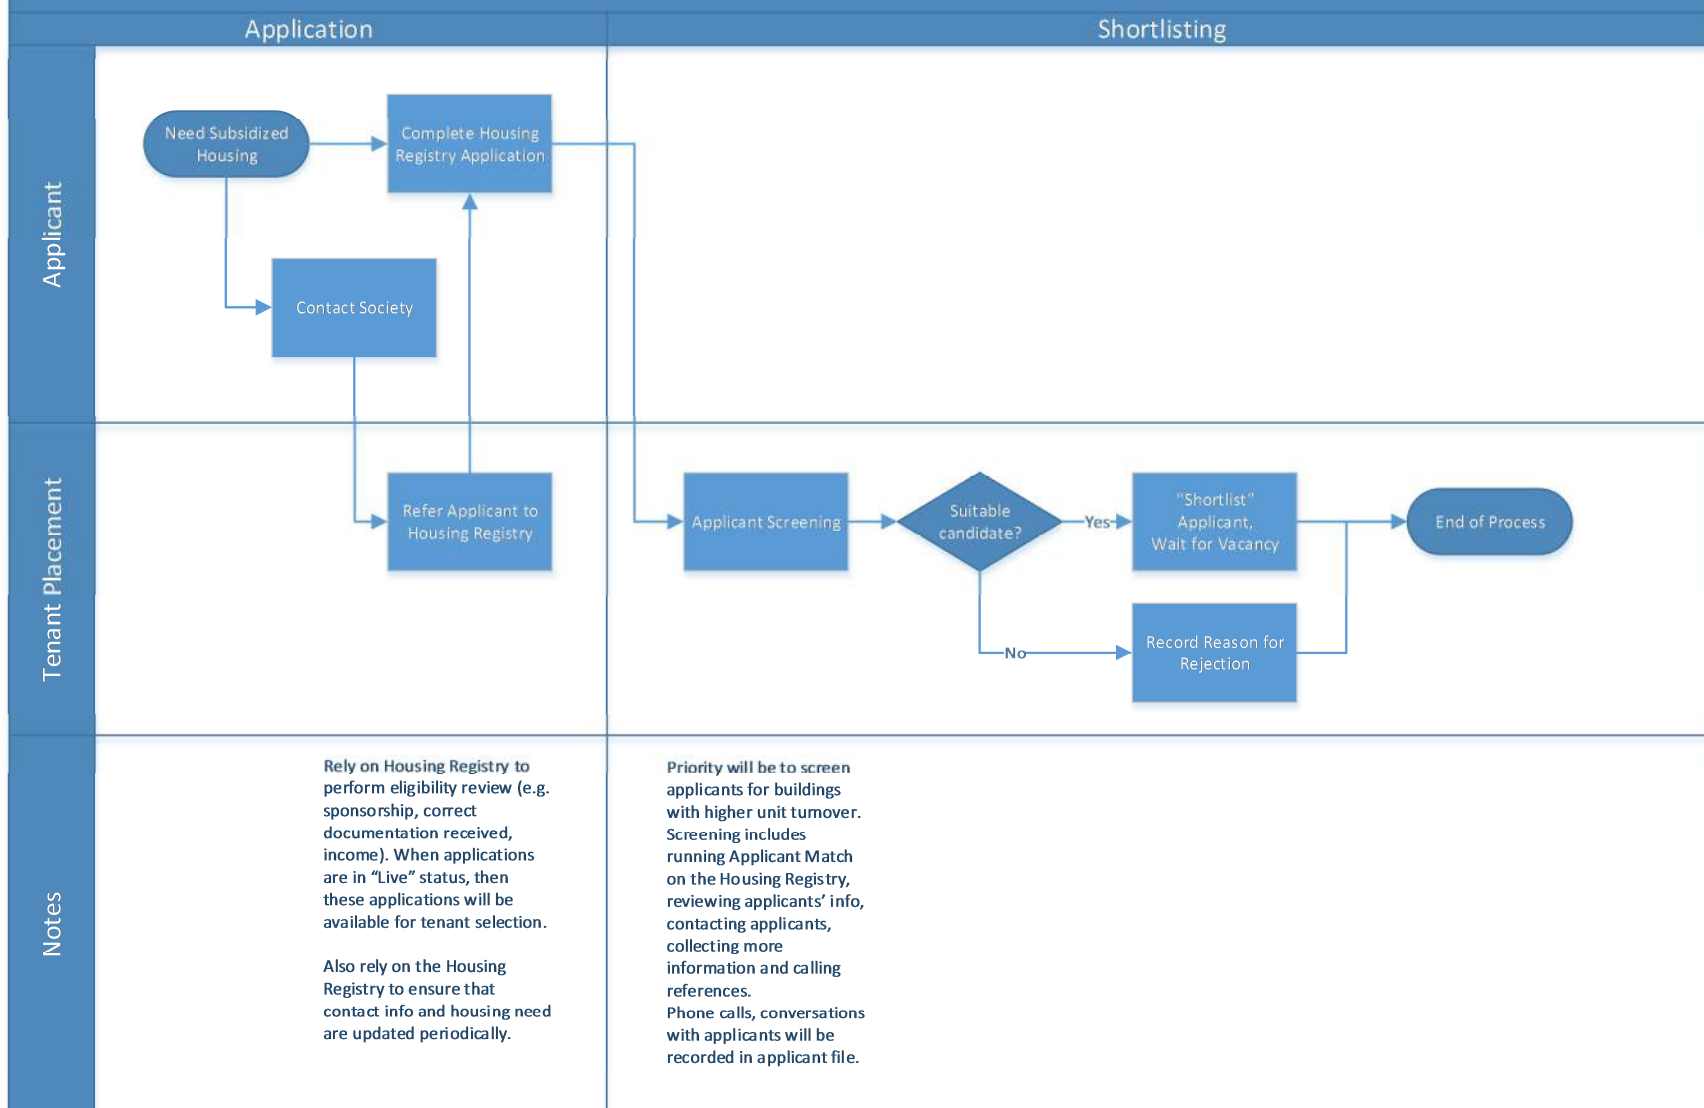 Application
Shortlisting
Applicant
Need Subsidized
Housing
Complete Housing
Registry Application
Contact Society
Tenant Placement
Refer Applicant to
Housing Registry
Applicant Screening
Suitable
candidate?
Yes
"Shortlist"
Applicant,
Wait for Vacancy
End of Process
No
Record Reason for
Rejection
Notes
Rely on Housing Registry to
perform eligibility review (e.g.
sponsorship, correct
documentation received,
income). When applications
are in “Live” status, then
these applications will be
available for tenant selection.
Also rely on the Housing
Registry to ensure that
contact info and housing need
are updated periodically.
Priority will be to screen
applicants for buildings
with higher unit turnover.
Screening includes
running Applicant Match
on the Housing Registry,
reviewing applicants’ info,
contacting applicants,
collecting more
information and calling
references.
Phone calls, conversations
with applicants will be
recorded in applicant file.